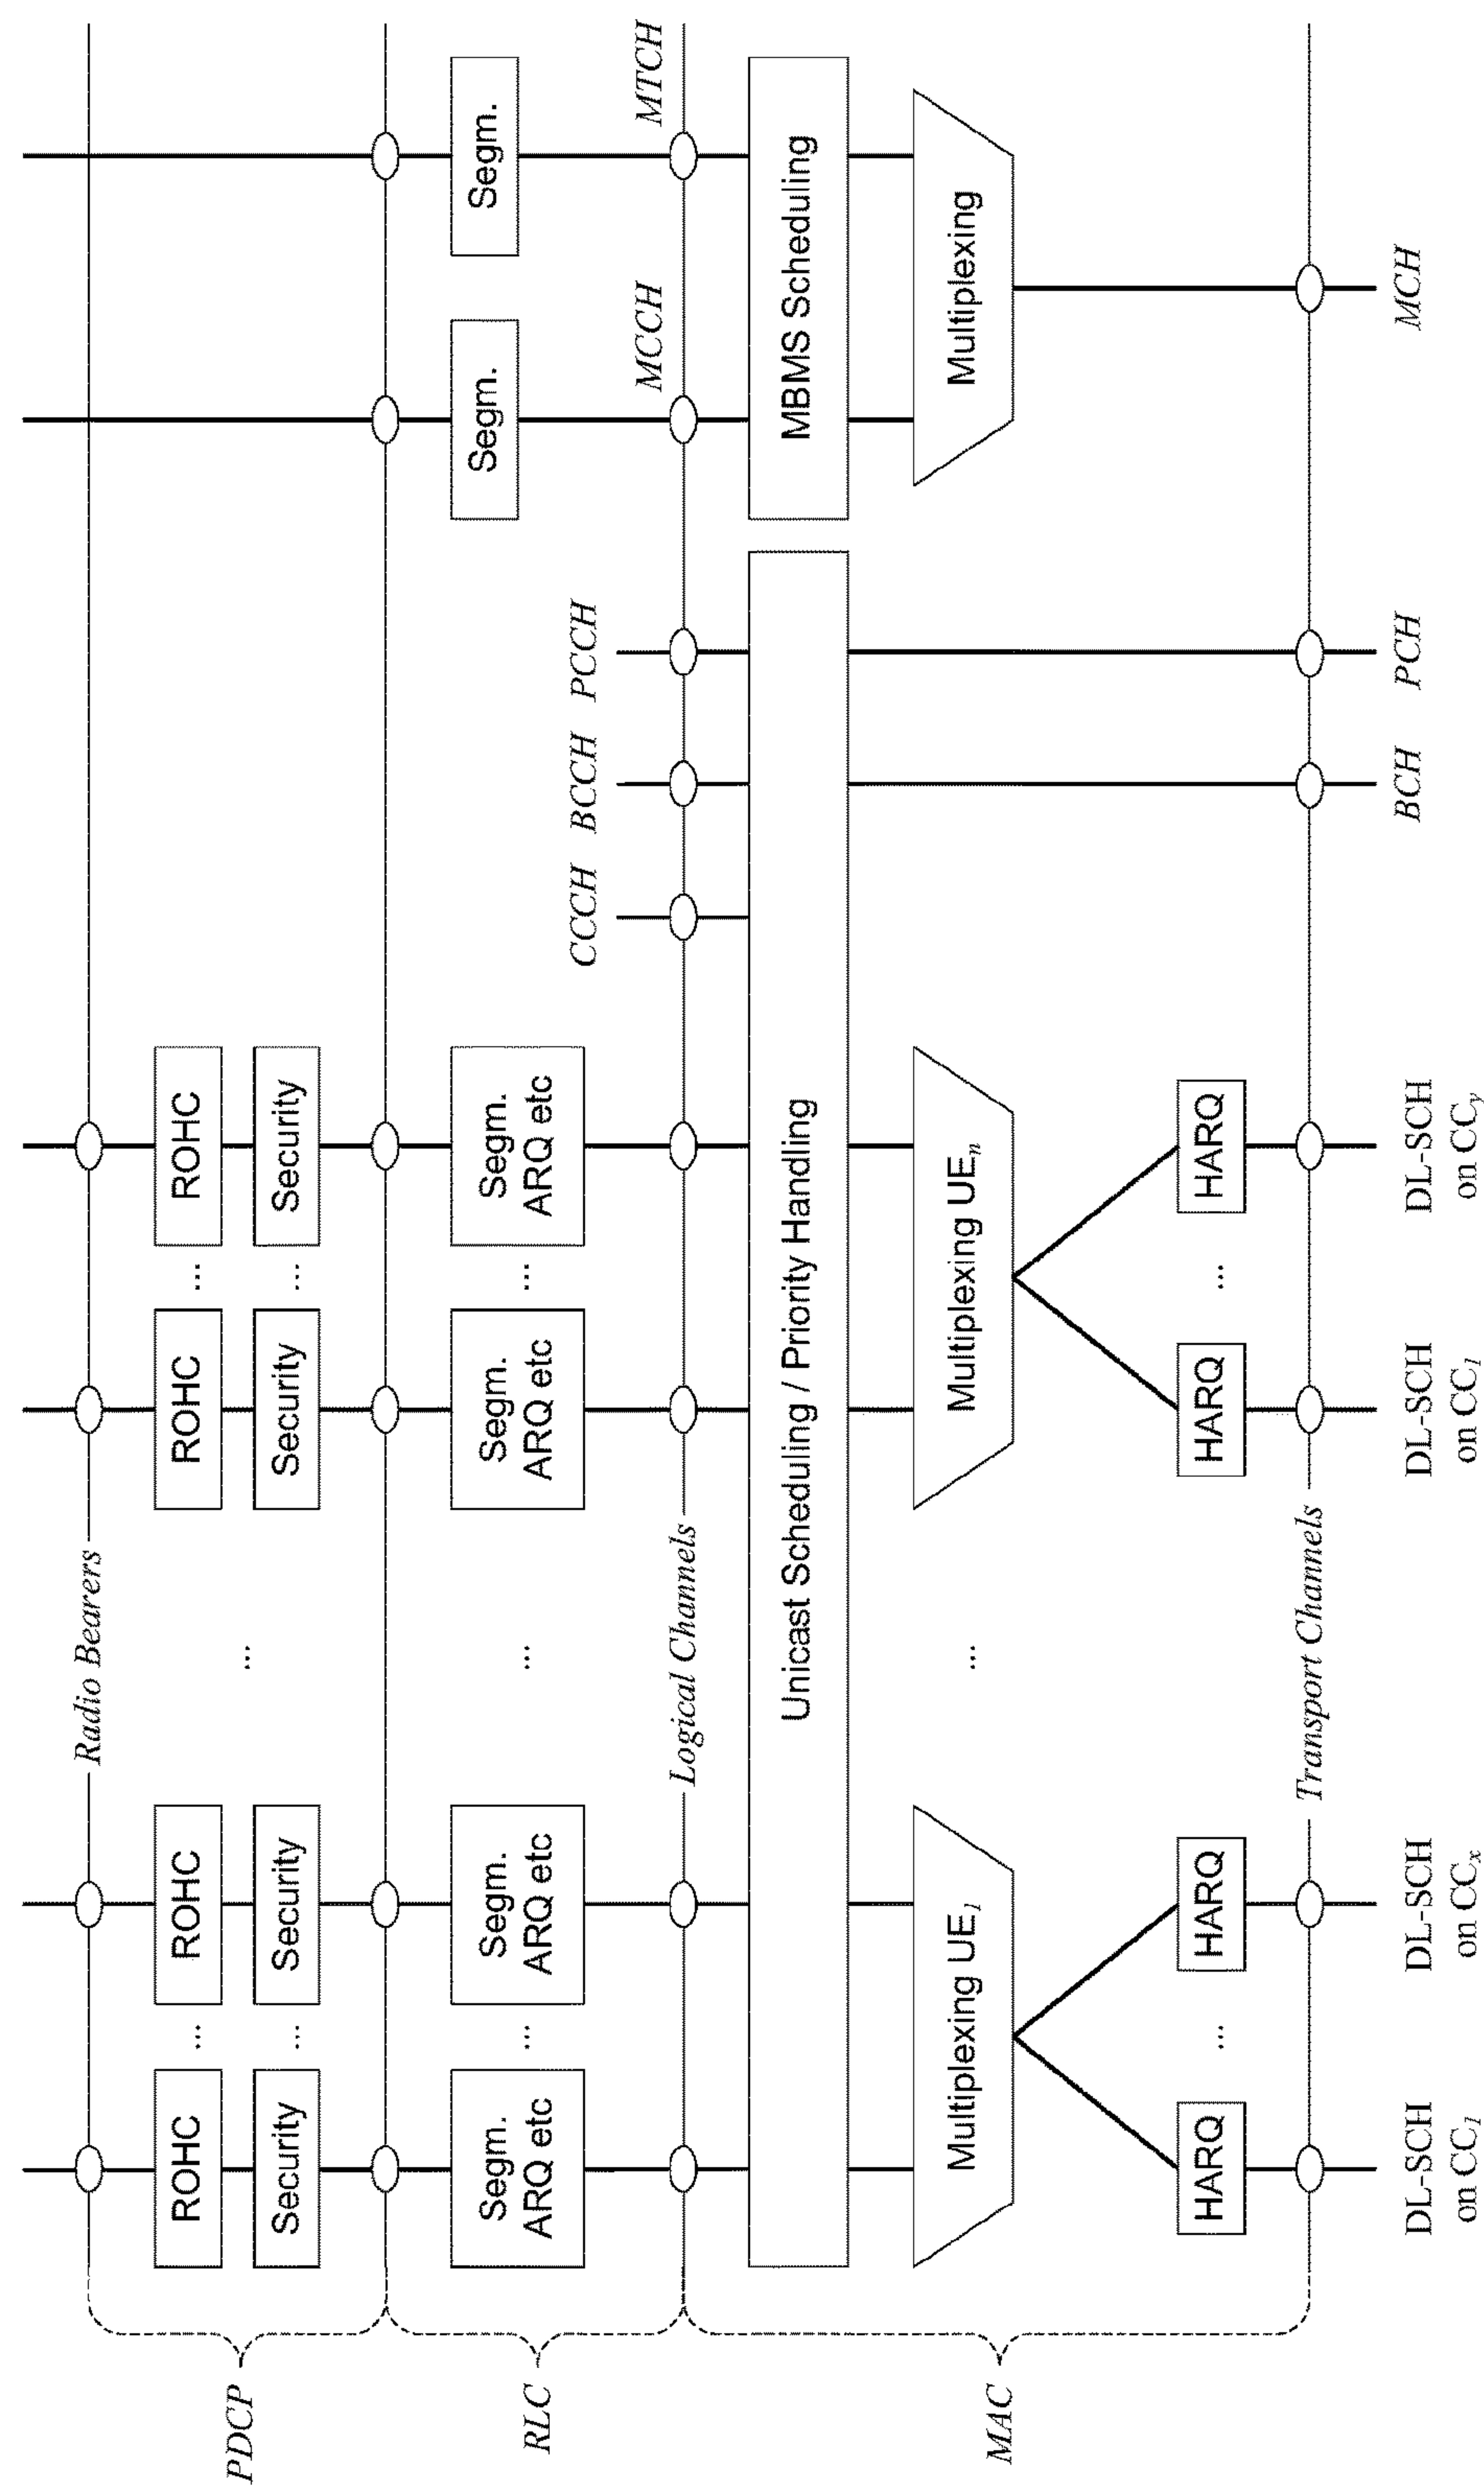 Radio Bearers
PDCP
ROHC
...
ROHC
ROHC
...
ROHC
...
Security
...
Security
Security
...
Security
RLC
Segm.
ARQ etc
...
Segm.
ARQ etc
...
Segm.
ARQ etc
...
Segm.
ARQ etc
Segm.
Segm.
Logical Channels
CCCH
BCCH
PCCH
MCCH
MTCH
MAC
Unicast Scheduling / Priority Handling
MBMS Scheduling
Multiplexing UE1
...
Multiplexing UEn
Multiplexing
HARQ
...
HARQ
HARQ
...
HARQ
Transport Channels
DL-SCH
on CC1
DL-SCH
on CCx
DL-SCH
on CC1
DL-SCH
on CCy
BCH
PCH
MCH